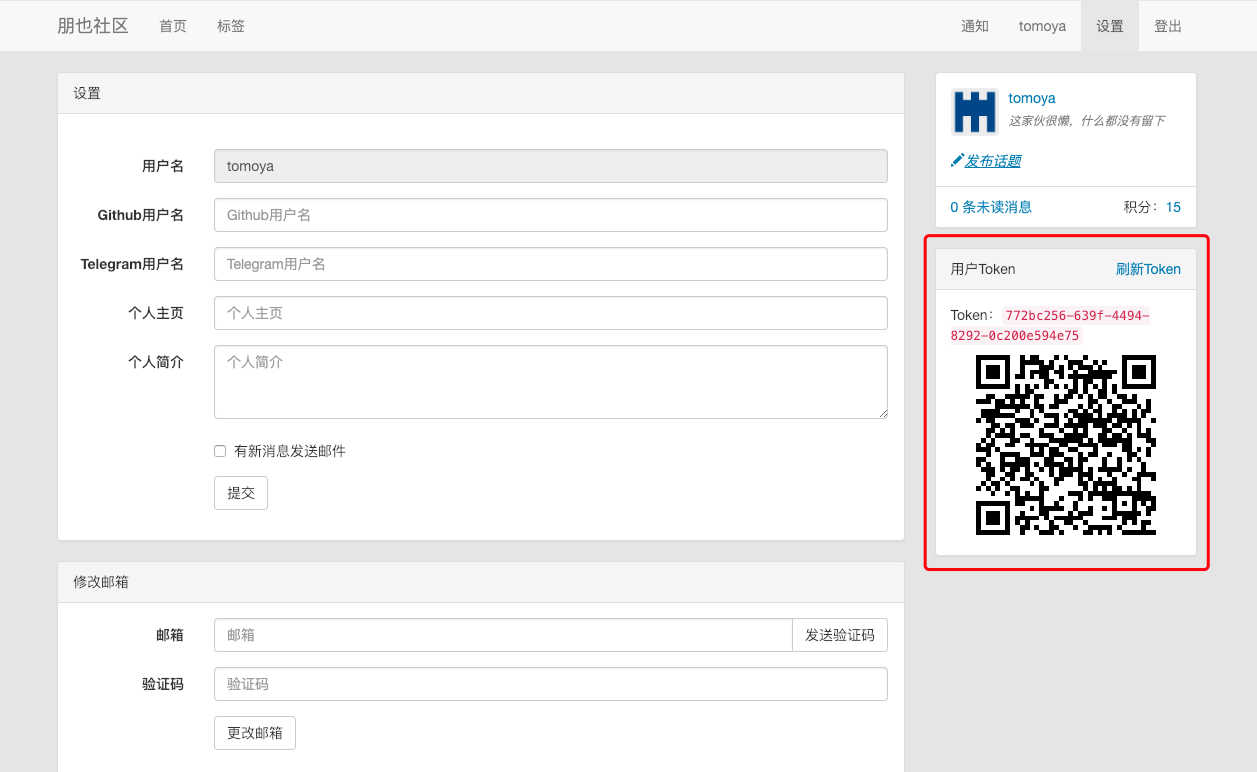 朋也社区 首页 标签 通知 tomoya 设置 登出
设置
用户名 tomoya
Github用户名 Github用户名
Telegram用户名 Telegram用户名
个人主页 个人主页
个人简介 个人简介
有新消息发送邮件
提交
修改邮箱
邮箱 邮箱 发送验证码
验证码 验证码
更改邮箱
tomoya
这家伙很懒，什么都没有留下
发布话题
0 条未读消息 积分：15
用户Token 刷新Token
Token： 772bc256-639f-4494-
8292-0c200e594e75